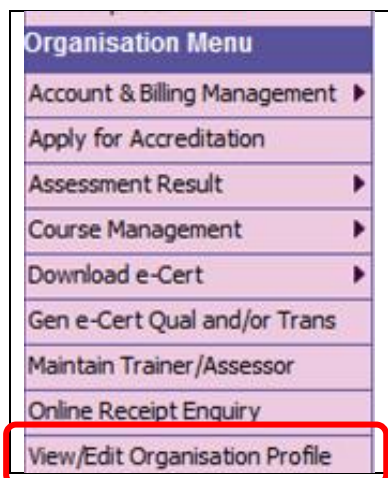 Organisation Menu
Account & Billing Management
Apply for Accreditation
Assessment Result
Course Management
Download e-Cert
Gen e-Cert Qual and/or Trans
Maintain Trainer/Assessor
Online Receipt Enquiry
View/Edit Organisation Profile